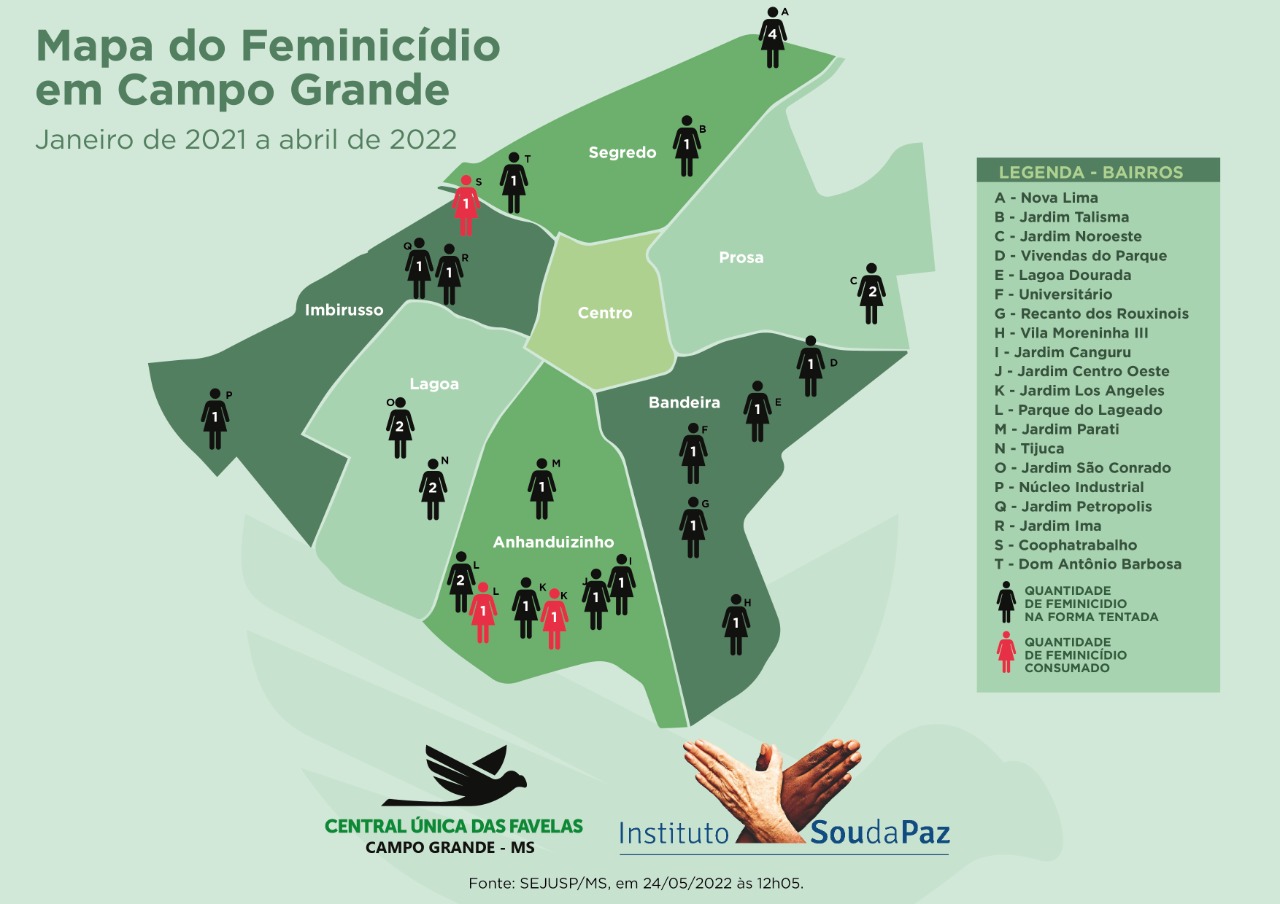 Mapa do Feminicídio
em Campo Grande
Janeiro de 2021 a abril de 2022
A
4
B
1
Segredo
T
1
S
1
Q
1
R
1
Imbirusso
Prosa
C
2
Centro
P
1
Lagoa
O
2
N
2
Bandeira
D
1
E
1
F
1
G
1
H
1
M
1
Anhanduizinho
L
2
L
1
K
1
K
1
J
1
I
1
LEGENDA - BAIRROS
A - Nova Lima
B - Jardim Talisma
C - Jardim Noroeste
D - Vivendas do Parque
E - Lagoa Dourada
F - Universitário
G - Recanto dos Rouxinois
H - Vila Moreninha III
I - Jardim Canguru
J - Jardim Centro Oeste
K - Jardim Los Angeles
L - Parque do Lageado
M - Jardim Parati
N - Tijuca
O - Jardim São Conrado
P - Núcleo Industrial
Q - Jardim Petropolis
R - Jardim Ima
S - Coophatrabalho
T - Dom Antônio Barbosa
QUANTIDADE
DE FEMINICIDIO
NA FORMA TENTADA
QUANTIDADE
DE FEMINICÍDIO
CONSUMADO
CENTRAL ÚNICA DAS FAVELAS
CAMPO GRANDE - MS
Instituto SoudaPaz
Fonte: SEJUSP/MS, em 24/05/2022 às 12h05.